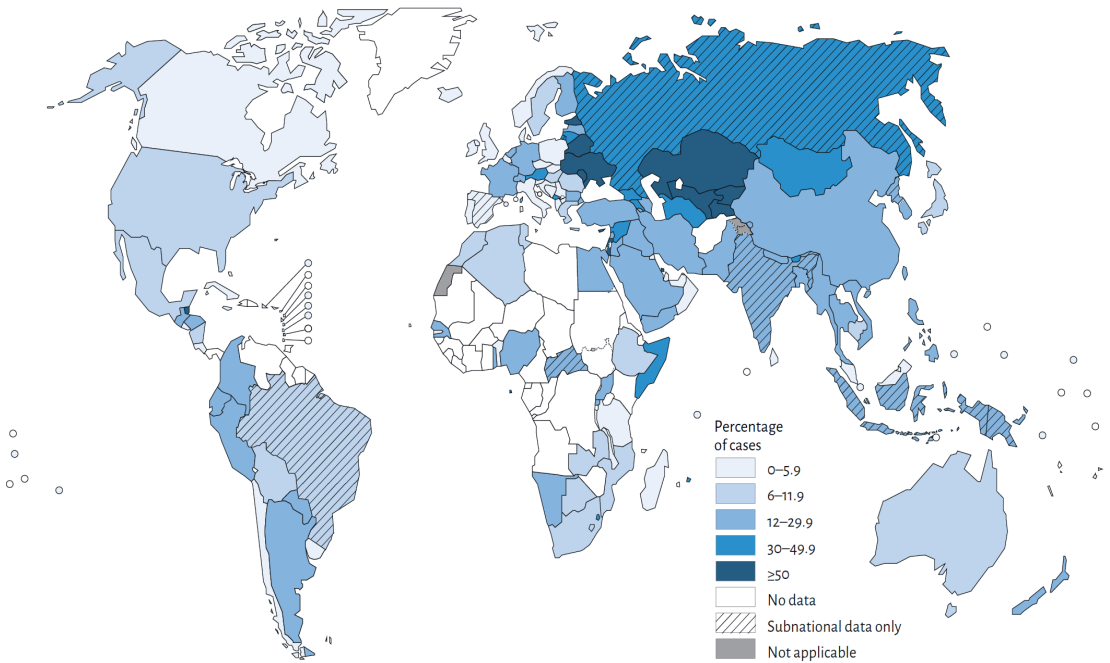 Percentage
of cases
0–5.9
6–11.9
12–29.9
30–49.9
≥50
No data
Subnational data only
Not applicable